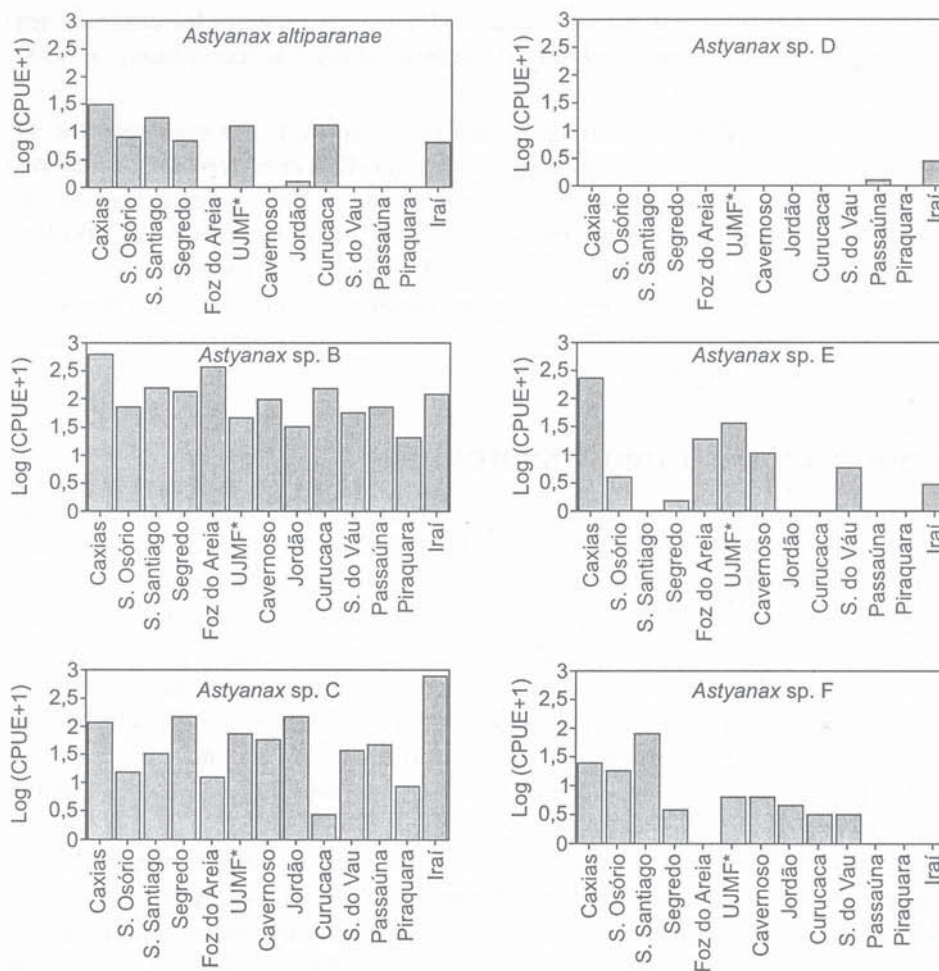 Astyanax altiparanae
Log (CPUE+1)
3
2,5
2
1,5
1
0,5
0
Caxias
S. Osório
S. Santiago
Segredo
Foz do Areia
UJMF*
Cavernoso
Jordão
Curucaca
S. do Vau
Passaúna
Piraquara
Iraí
Astyanax sp. D
Log (CPUE+1)
3
2,5
2
1,5
1
0,5
0
Caxias
S. Osório
S. Santiago
Segredo
Foz do Areia
UJMF*
Cavernoso
Jordão
Curucaca
S. do Vau
Passaúna
Piraquara
Iraí
Astyanax sp. B
Log (CPUE+1)
3
2,5
2
1,5
1
0,5
0
Caxias
S. Osório
S. Santiago
Segredo
Foz do Areia
UJMF*
Cavernoso
Jordão
Curucaca
S. do Váu
Passaúna
Piraquara
Iraí
Astyanax sp. E
Log (CPUE+1)
3
2,5
2
1,5
1
0,5
0
Caxias
S. Osório
S. Santiago
Segredo
Foz do Areia
UJMF*
Cavernoso
Jordão
Curucaca
S. do Váu
Passaúna
Piraquara
Iraí
Astyanax sp. C
Log (CPUE+1)
3
2,5
2
1,5
1
0,5
0
Caxias
S. Osório
S. Santiago
Segredo
Foz do Areia
UJMF*
Cavernoso
Jordão
Curucaca
S. do Vau
Passaúna
Piraquara
Iraí
Astyanax sp. F
Log (CPUE+1)
3
2,5
2
1,5
1
0,5
0
Caxias
S. Osório
S. Santiago
Segredo
Foz do Areia
UJMF*
Cavernoso
Jordão
Curucaca
S. do Vau
Passaúna
Piraquara
Iraí